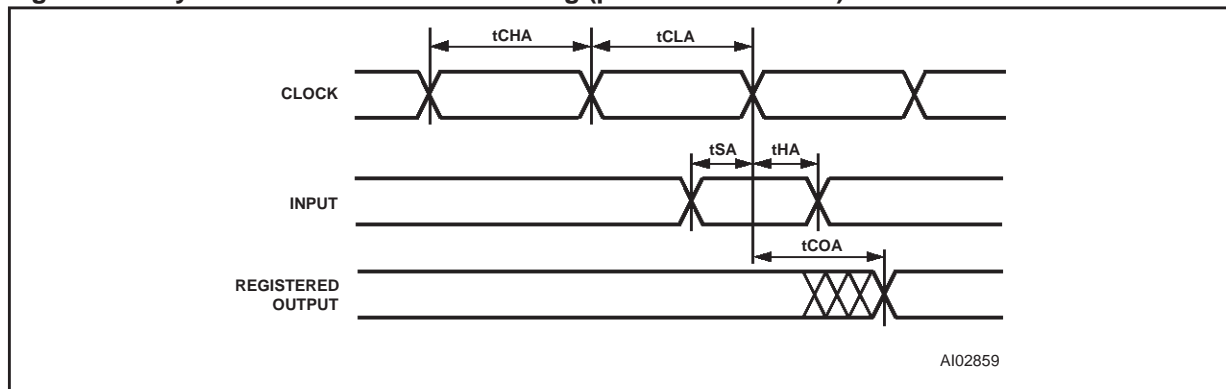 tCHA tCLA
CLOCK
tSA tHA
INPUT
tCOA
REGISTERED
OUTPUT
AI02859